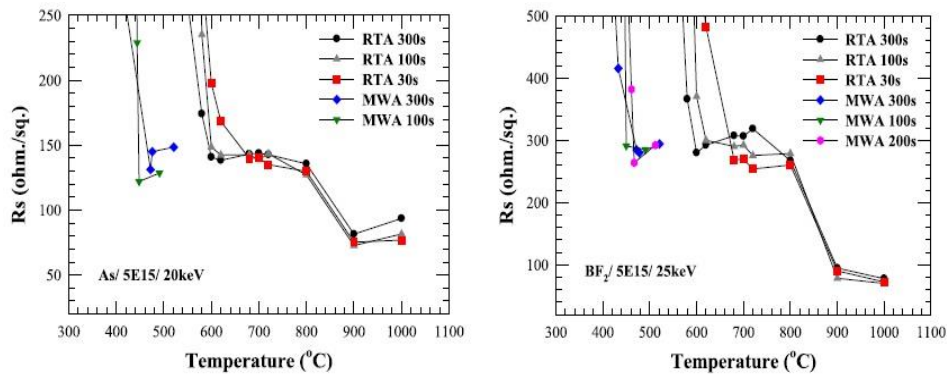 250
200
150
100
50
Rs (ohm./sq.)
RTA 300s
RTA 100s
RTA 30s
MWA 300s
MWA 100s
As/ 5E15/ 20keV
300 400 500 600 700 800 900 1000 1100
Temperature (°C)
500
400
300
200
100
Rs (ohm./sq.)
RTA 300s
RTA 100s
RTA 30s
MWA 300s
MWA 100s
MWA 200s
BF₂/ 5E15/ 25keV
300 400 500 600 700 800 900 1000 1100
Temperature (°C)